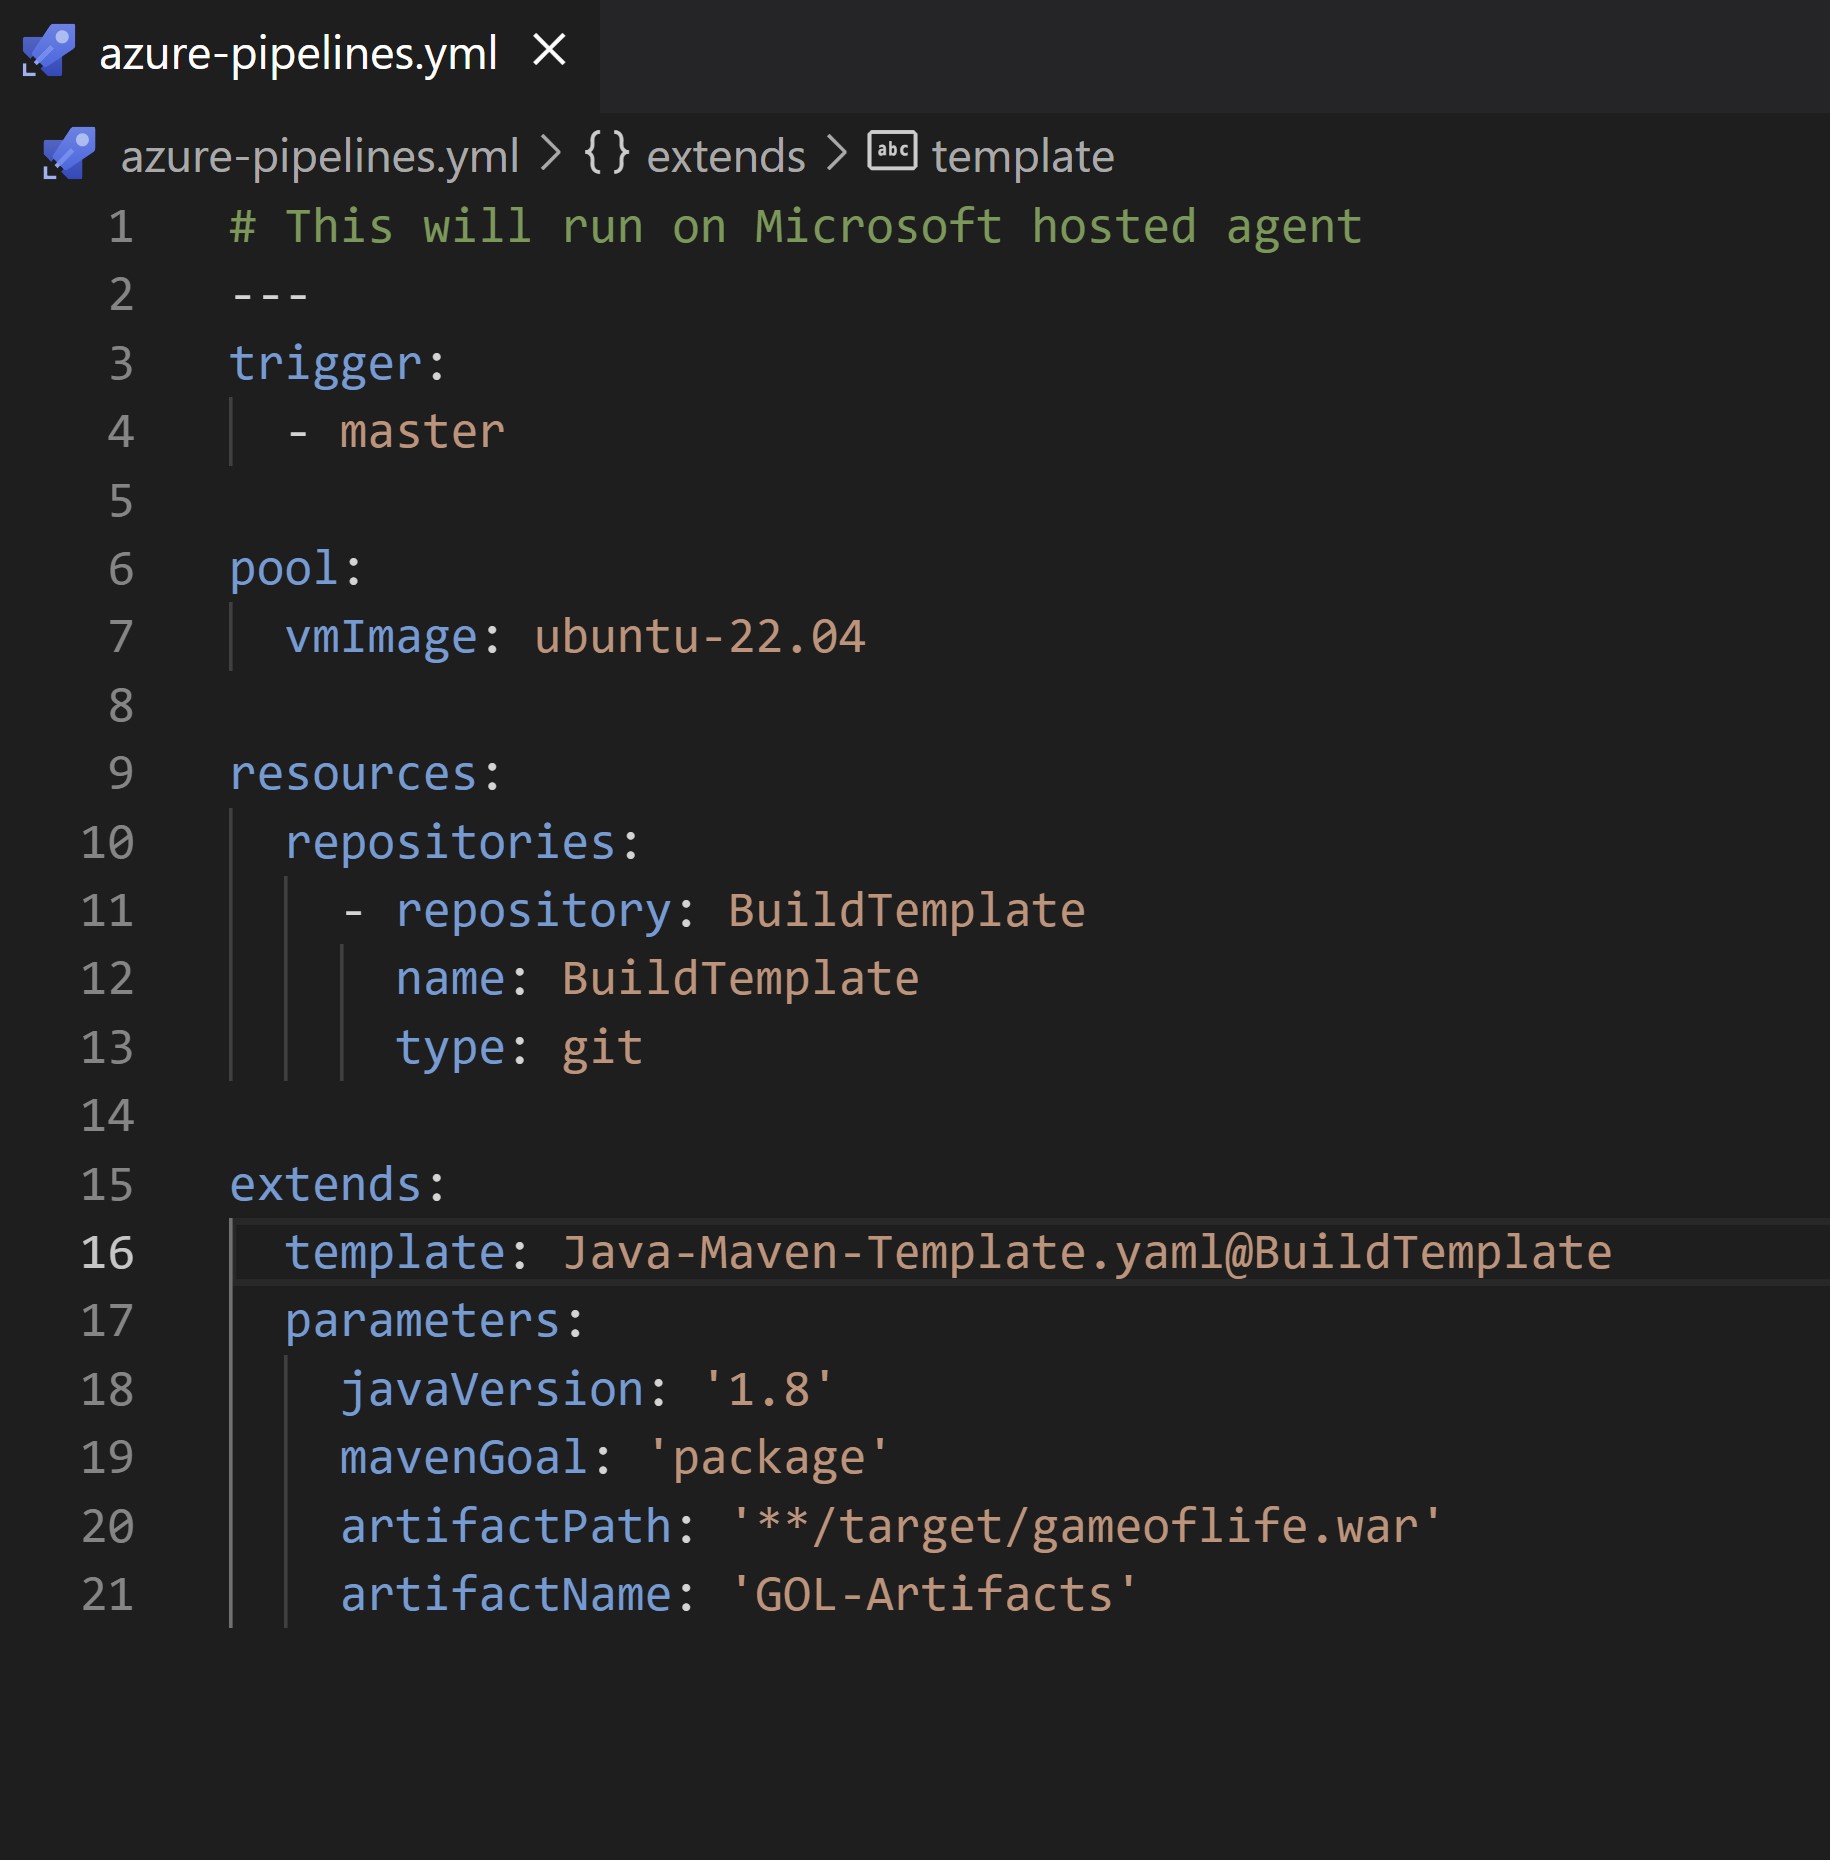 azure-pipelines.yml
azure-pipelines.yml > {} extends > abc template
1 # This will run on Microsoft hosted agent
2 ---
3 trigger:
4   - master
5
6 pool:
7   vmImage: ubuntu-22.04
8
9 resources:
10   repositories:
11     - repository: BuildTemplate
12       name: BuildTemplate
13       type: git
14
15 extends:
16   template: Java-Maven-Template.yaml@BuildTemplate
17   parameters:
18     javaVersion: '1.8'
19     mavenGoal: 'package'
20     artifactPath: '**/target/gameoflife.war'
21     artifactName: 'GOL-Artifacts'